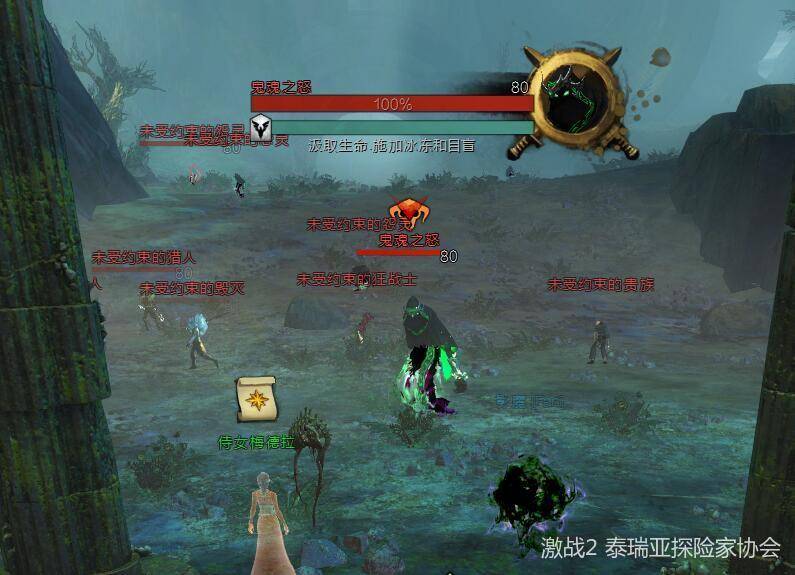 鬼魂之怒
80
100%
汲取生命.施加冰冻和目盲
未受约束的怨灵
80
未受约束的怨灵
鬼魂之怒
80
未受约束的猎人
80
人
未受约束的毁灭
未受约束的狂战士
未受约束的贵族
侍女梅德拉
激战2 泰瑞亚探险家协会